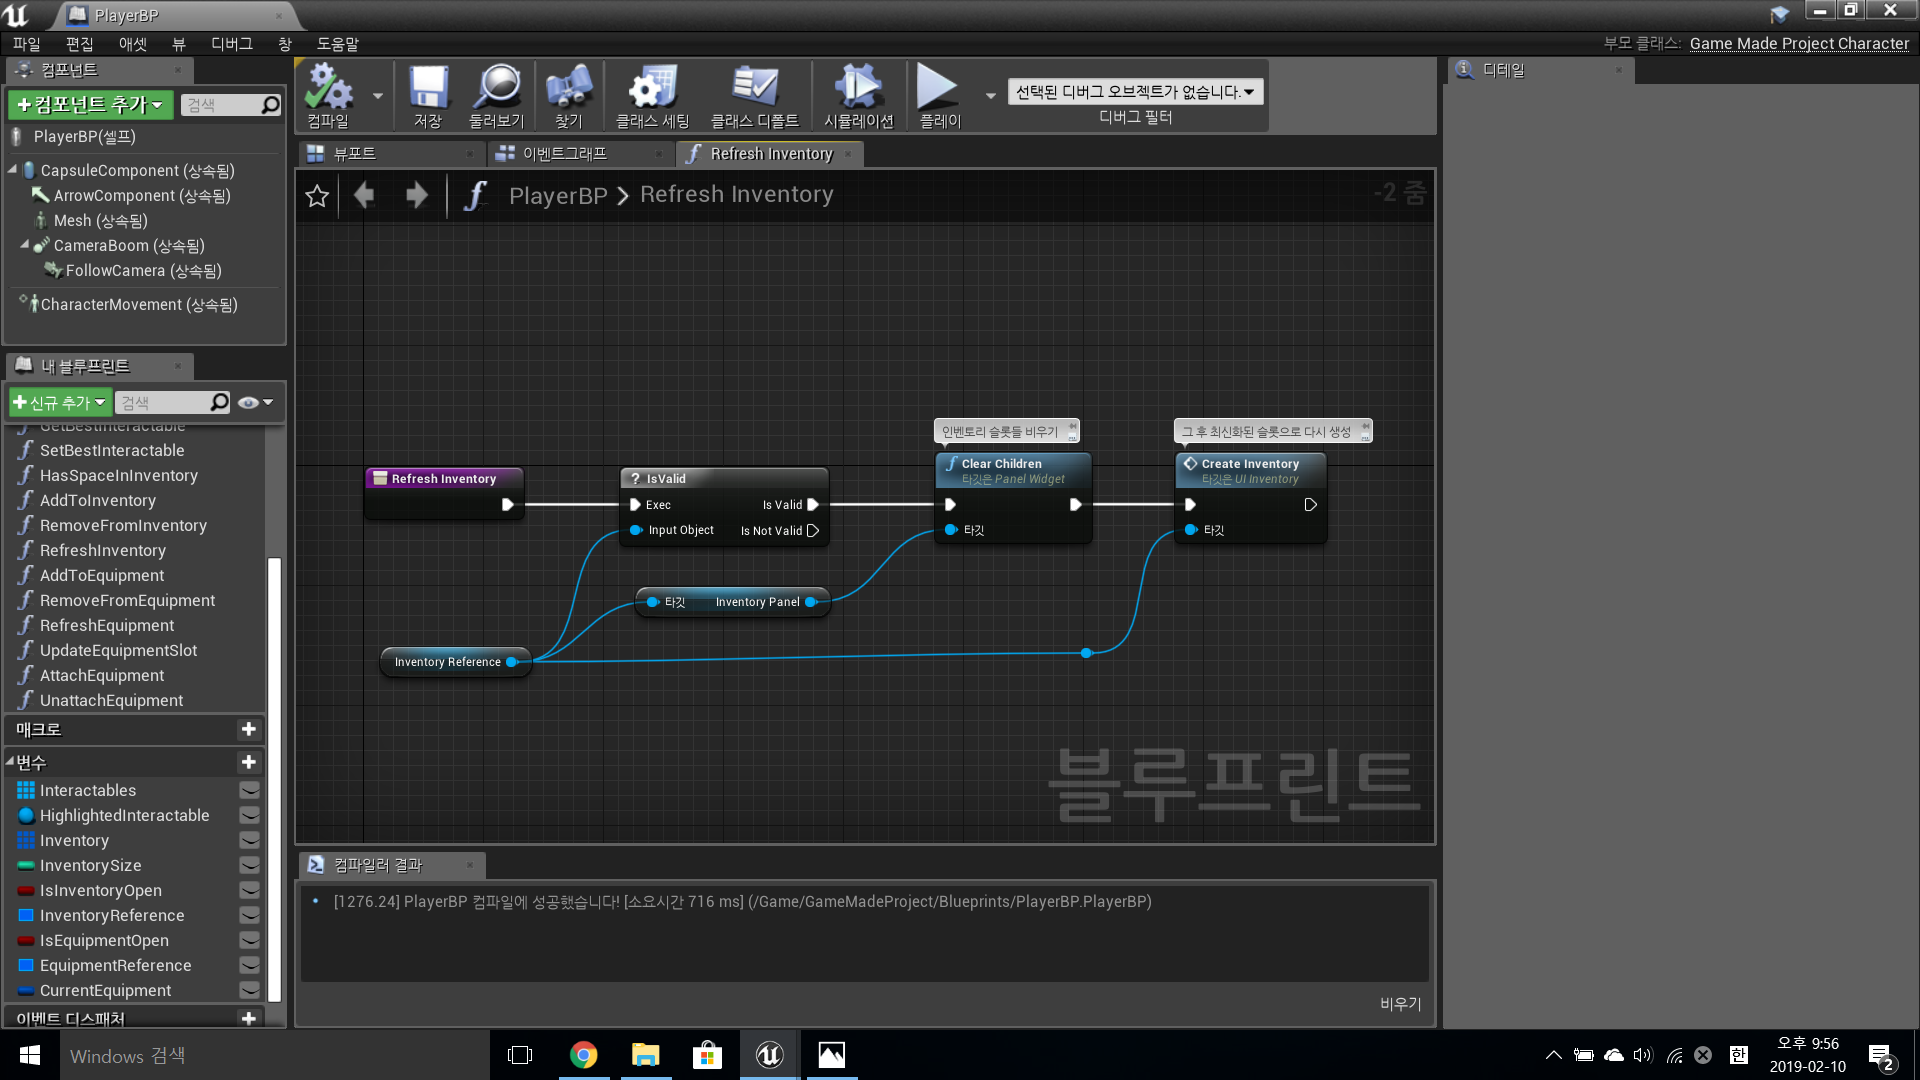 PlayerBP
파일 편집 애셋 뷰 디버그 창 도움말
부모 클래스: Game Made Project Character
컴포넌트
컴포넌트 추가 검색
PlayerBP(셀프)
CapsuleComponent (상속됨)
ArrowComponent (상속됨)
Mesh (상속됨)
CameraBoom (상속됨)
FollowCamera (상속됨)
CharacterMovement (상속됨)
내 블루프린트
신규 추가 검색
GetBestInteractable
SetBestInteractable
HasSpaceInInventory
AddToInventory
RemoveFromInventory
RefreshInventory
AddToEquipment
RemoveFromEquipment
RefreshEquipment
UpdateEquipmentSlot
AttachEquipment
UnattachEquipment
매크로
변수
Interactables
HighlightedInteractable
Inventory
InventorySize
IsInventoryOpen
InventoryReference
IsEquipmentOpen
EquipmentReference
CurrentEquipment
이벤트 디스패처
컴파일 저장 둘러보기 찾기 클래스 세팅 클래스 디폴트 시뮬레이션 플레이
선택된 디버그 오브젝트가 없습니다.
디버그 필터
뷰포트 이벤트그래프 Refresh Inventory
PlayerBP > Refresh Inventory
-2 줌
Refresh Inventory
? IsValid
Exec Is Valid
Input Object Is Not Valid
인벤토리 슬롯들 비우기
Clear Children
타깃은 Panel Widget
타깃
그 후 최신화된 슬롯으로 다시 생성
Create Inventory
타깃은 UI Inventory
타깃
타깃 Inventory Panel
Inventory Reference
블루프린트
컴파일러 결과
[1276.24] PlayerBP 컴파일에 성공했습니다! [소요시간 716 ms] (/Game/GameMadeProject/Blueprints/PlayerBP.PlayerBP)
비우기
디테일
Windows 검색
한
오후 9:56
2019-02-10
2